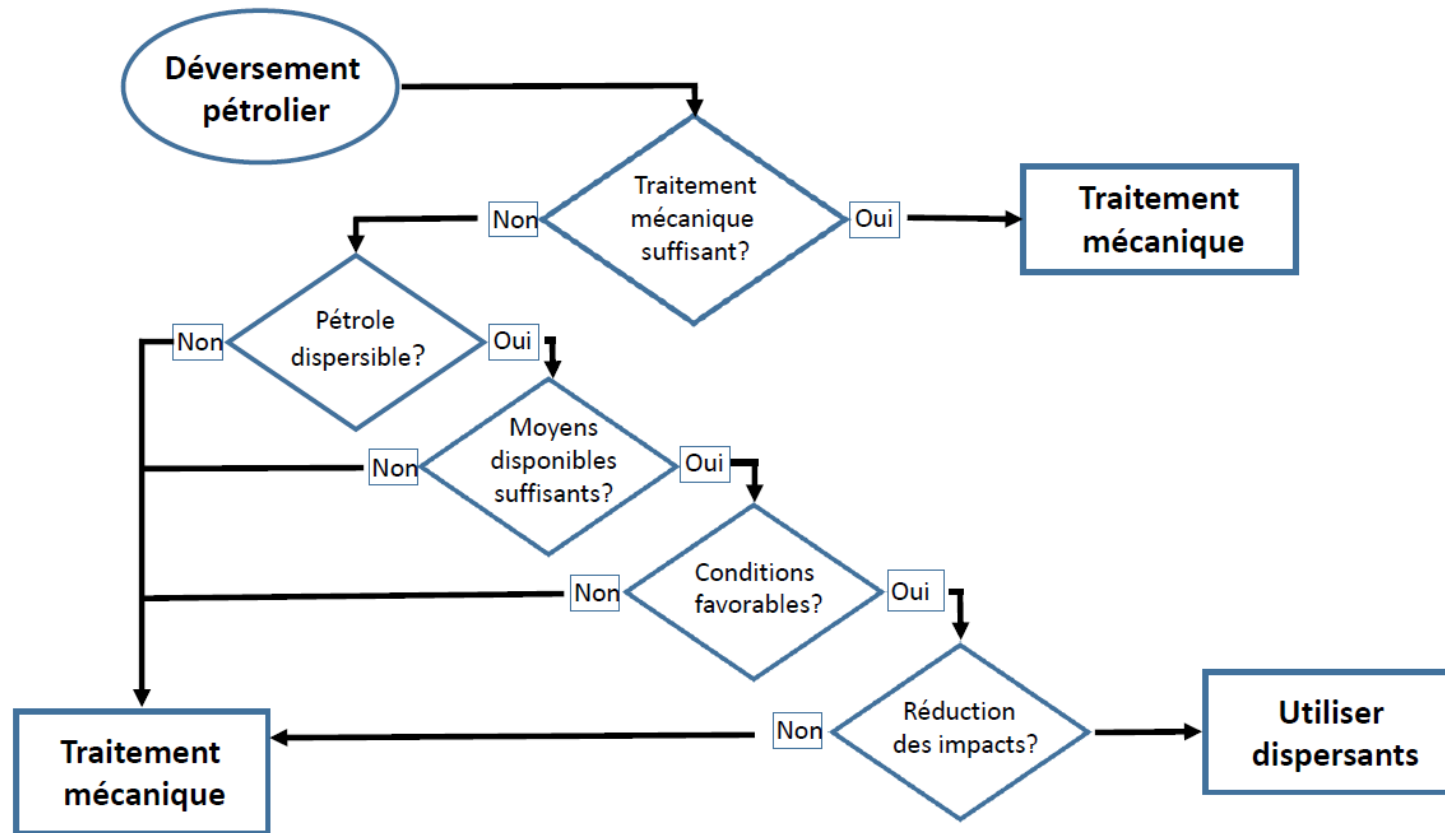 Déversement
pétrolier
Traitement
mécanique
suffisant?
Non
Oui
Traitement
mécanique
Pétrole
dispersible?
Non
Oui
Moyens
disponibles
suffisants?
Non
Oui
Conditions
favorables?
Non
Oui
Réduction
des impacts?
Non
Utiliser
dispersants
Traitement
mécanique